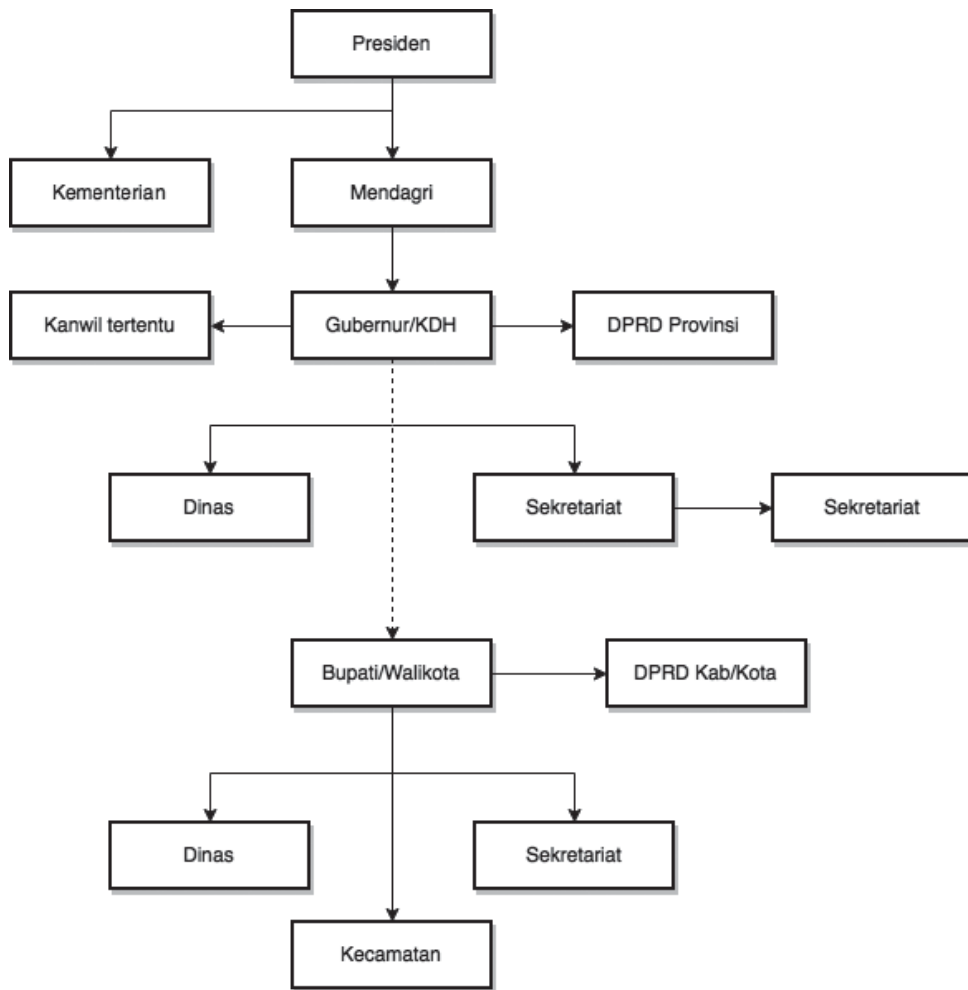 Presiden
Kementerian
Mendagri
Kanwil tertentu
Gubernur/KDH
DPRD Provinsi
Dinas
Sekretariat
Sekretariat
Bupati/Walikota
DPRD Kab/Kota
Dinas
Sekretariat
Kecamatan